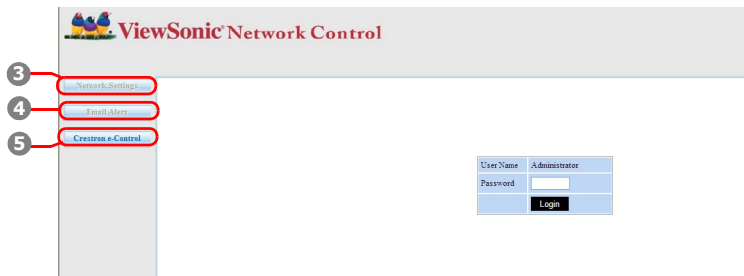 ViewSonic® Network Control
3 Network Settings
4 Email Alert
5 Crestron e-Control
User Name Administrator
Password
Login